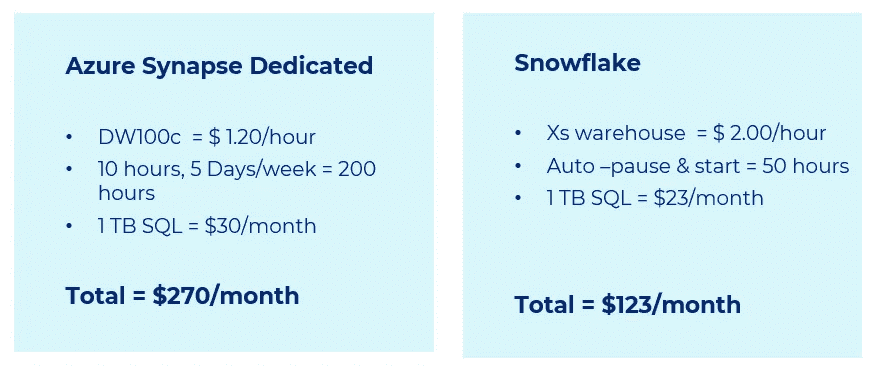 Azure Synapse Dedicated
• DW100c = $ 1.20/hour
• 10 hours, 5 Days/week = 200
hours
• 1 TB SQL = $30/month
Total = $270/month
Snowflake
• Xs warehouse = $ 2.00/hour
• Auto –pause & start = 50 hours
• 1 TB SQL = $23/month
Total = $123/month